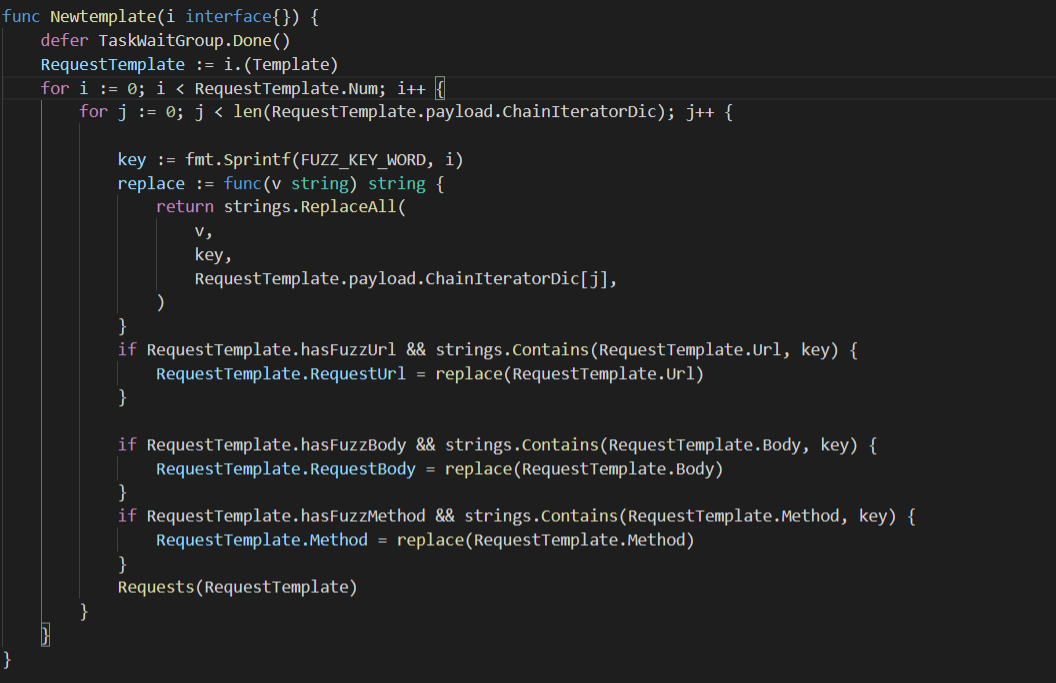 func Newtemplate(i interface{}) {
    defer TaskWaitGroup.Done()
    RequestTemplate := i.(Template)
    for i := 0; i < RequestTemplate.Num; i++ {
        for j := 0; j < len(RequestTemplate.payload.ChainIteratorDic); j++ {

            key := fmt.Sprintf(FUZZ_KEY_WORD, i)
            replace := func(v string) string {
                return strings.ReplaceAll(
                    v,
                    key,
                    RequestTemplate.payload.ChainIteratorDic[j],
                )
            }
            if RequestTemplate.hasFuzzUrl && strings.Contains(RequestTemplate.Url, key) {
                RequestTemplate.RequestUrl = replace(RequestTemplate.Url)
            }

            if RequestTemplate.hasFuzzBody && strings.Contains(RequestTemplate.Body, key) {
                RequestTemplate.RequestBody = replace(RequestTemplate.Body)
            }
            if RequestTemplate.hasFuzzMethod && strings.Contains(RequestTemplate.Method, key) {
                RequestTemplate.Method = replace(RequestTemplate.Method)
            }
            Requests(RequestTemplate)
        }
    }
}